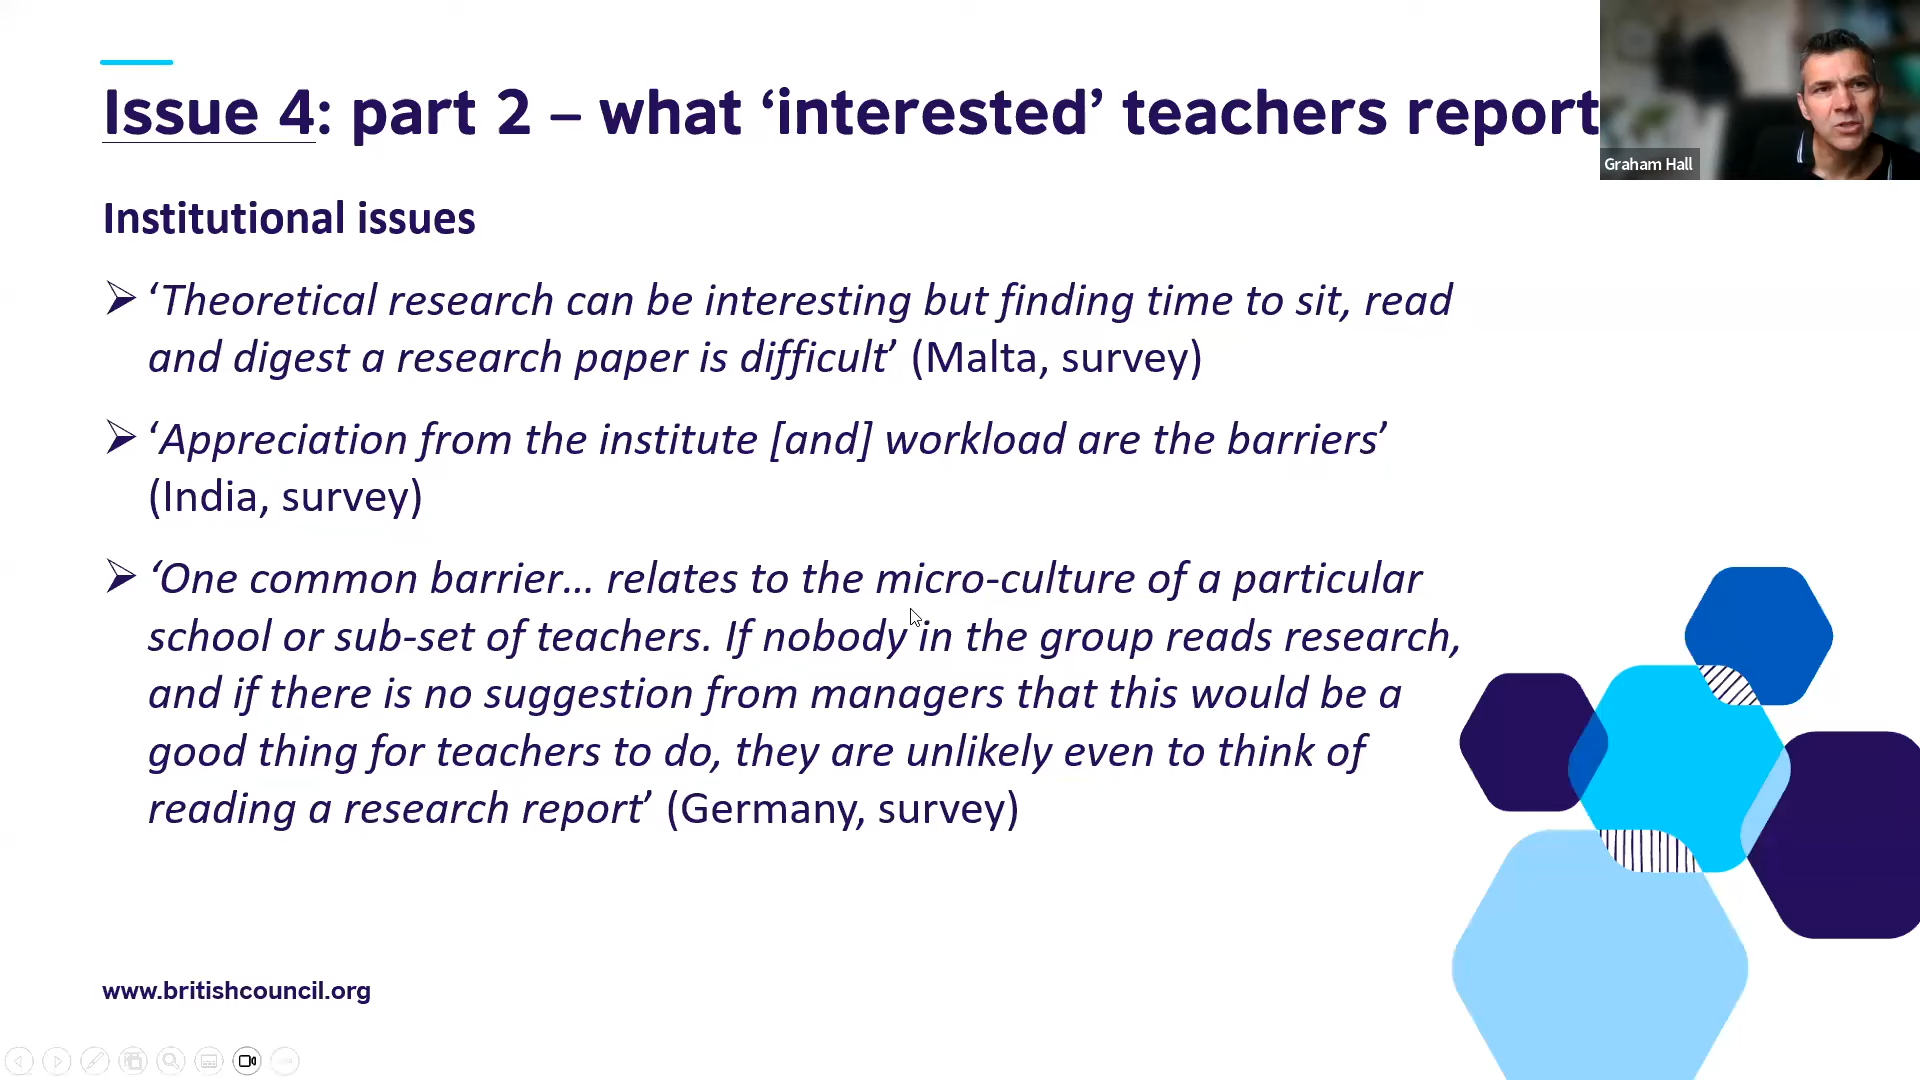 Issue 4: part 2 – what ‘interested’ teachers report
Graham Hall
Institutional issues
‘Theoretical research can be interesting but finding time to sit, read
and digest a research paper is difficult’ (Malta, survey)
‘Appreciation from the institute [and] workload are the barriers’
(India, survey)
‘One common barrier… relates to the micro-culture of a particular
school or sub-set of teachers. If nobody in the group reads research,
and if there is no suggestion from managers that this would be a
good thing for teachers to do, they are unlikely even to think of
reading a research report’ (Germany, survey)
www.britishcouncil.org